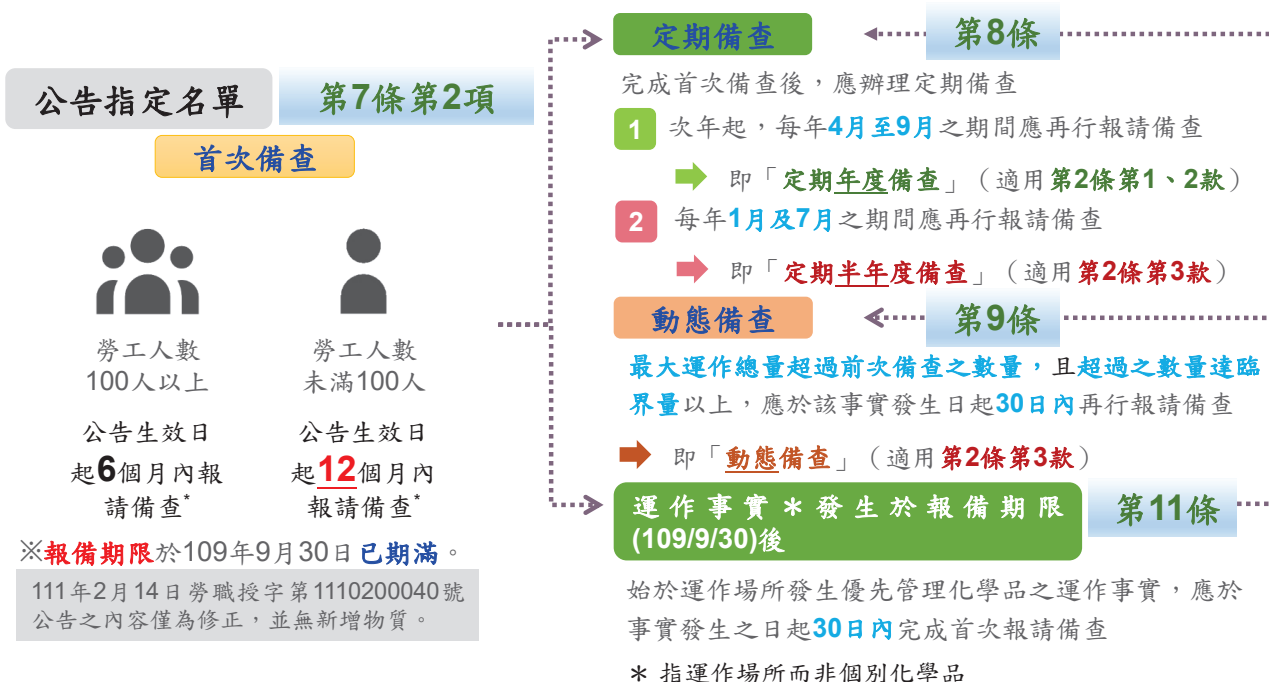 公告指定名單
第7條第2項
首次備查
勞工人數
100人以上
公告生效日
起6個月內報
請備查*
勞工人數
未滿100人
公告生效日
起12個月內
報請備查*
※報備期限於109年9月30日已期滿。
111年2月14日勞職授字第1110200040號
公告之內容僅為修正,並無新增物質。
定期備查
第8條
完成首次備查後,應辦理定期備查
1 次年起,每年4月至9月之期間應再行報請備查
即「定期年度備查」(適用第2條第1、2款)
2 每年1月及7月之期間應再行報請備查
即「定期半年度備查」(適用第2條第3款)
動態備查
第9條
最大運作總量超過前次備查之數量,且超過之數量達臨
界量以上,應於該事實發生日起30日內再行報請備查
即「動態備查」(適用第2條第3款)
運作事實*發生於報備期限
(109/9/30)後
第11條
始於運作場所發生優先管理化學品之運作事實,應於
事實發生之日起30日內完成首次報請備查
* 指運作場所而非個別化學品